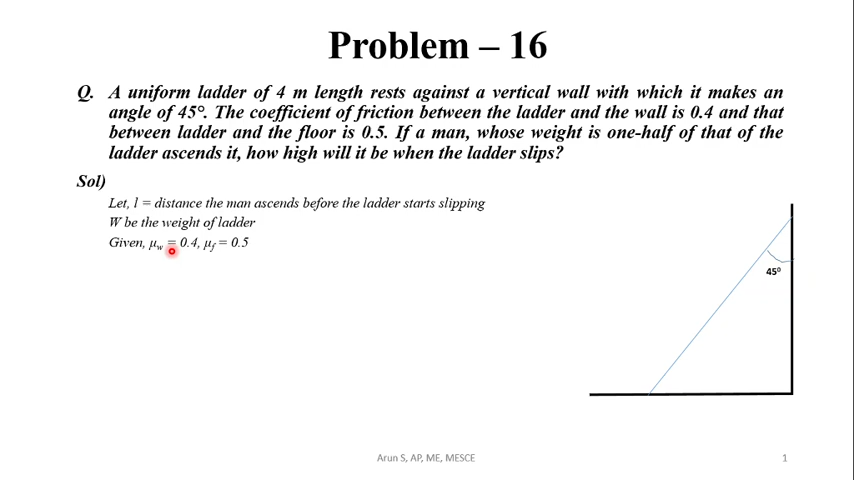 Problem – 16
Q. A uniform ladder of 4 m length rests against a vertical wall with which it makes an
angle of 45°. The coefficient of friction between the ladder and the wall is 0.4 and that
between ladder and the floor is 0.5. If a man, whose weight is one-half of that of the
ladder ascends it, how high will it be when the ladder slips?
Sol)
Let, l = distance the man ascends before the ladder starts slipping
W be the weight of ladder
Given, μw = 0.4, μf = 0.5
45⁰
Arun S, AP, ME, MESCE
1